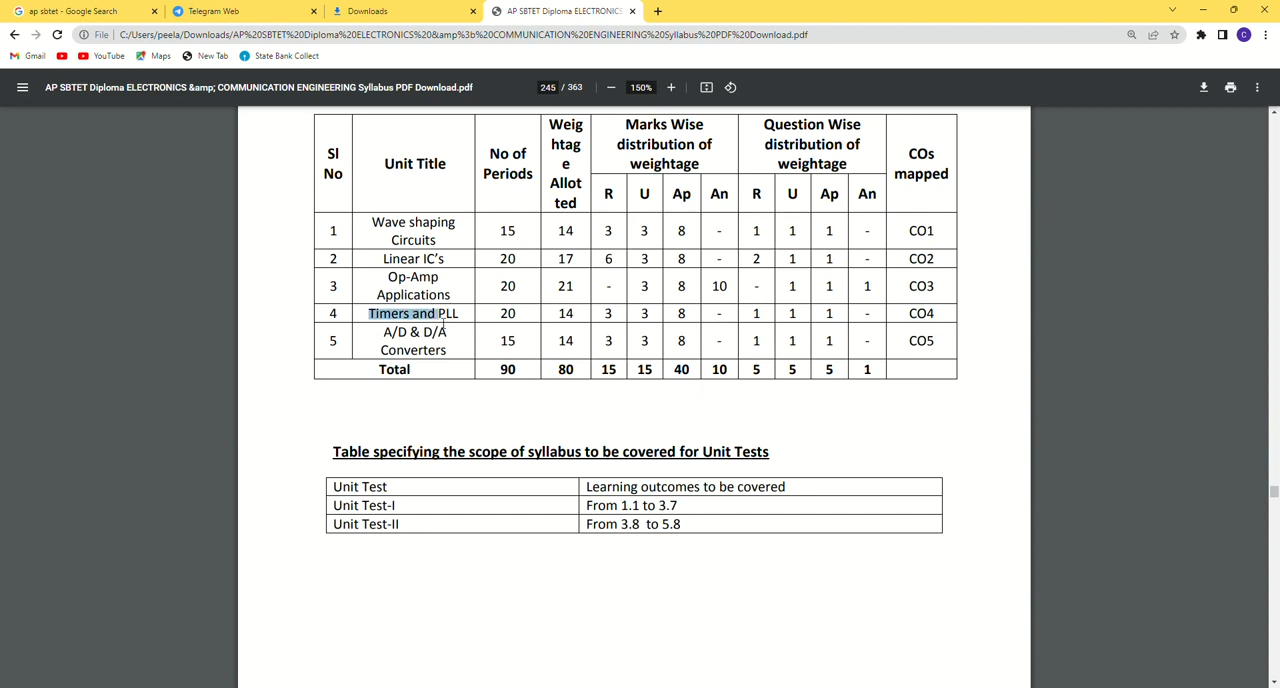 ap sbtet - Google Search
Telegram Web
Downloads
AP SBTET Diploma ELECTRONICS
File | C:/Users/peela/Downloads/AP%20SBTET%20Diploma%20ELECTRONICS%20&amp%3b%20COMMUNICATION%20ENGINEERING%20Syllabus%20PDF%20Download.pdf
C
Gmail
YouTube
Maps
New Tab
State Bank Collect
AP SBTET Diploma ELECTRONICS &amp; COMMUNICATION ENGINEERING Syllabus PDF Download.pdf
245 / 363
150%
Sl No
Unit Title
No of Periods
Weig
htag
e
Allot
ted
Marks Wise
distribution of
weightage
Question Wise
distribution of
weightage
COs
mapped
R U Ap An R U Ap An
1 Wave shaping Circuits 15 14 3 3 8 - 1 1 1 - CO1
2 Linear IC's 20 17 6 3 8 - 2 1 1 - CO2
3 Op-Amp Applications 20 21 - 3 8 10 - 1 1 1 CO3
4 Timers and PLL 20 14 3 3 8 - 1 1 1 - CO4
5 A/D & D/A Converters 15 14 3 3 8 - 1 1 1 - CO5
Total 90 80 15 15 40 10 5 5 5 1
Table specifying the scope of syllabus to be covered for Unit Tests
Unit Test Learning outcomes to be covered
Unit Test-I From 1.1 to 3.7
Unit Test-II From 3.8 to 5.8